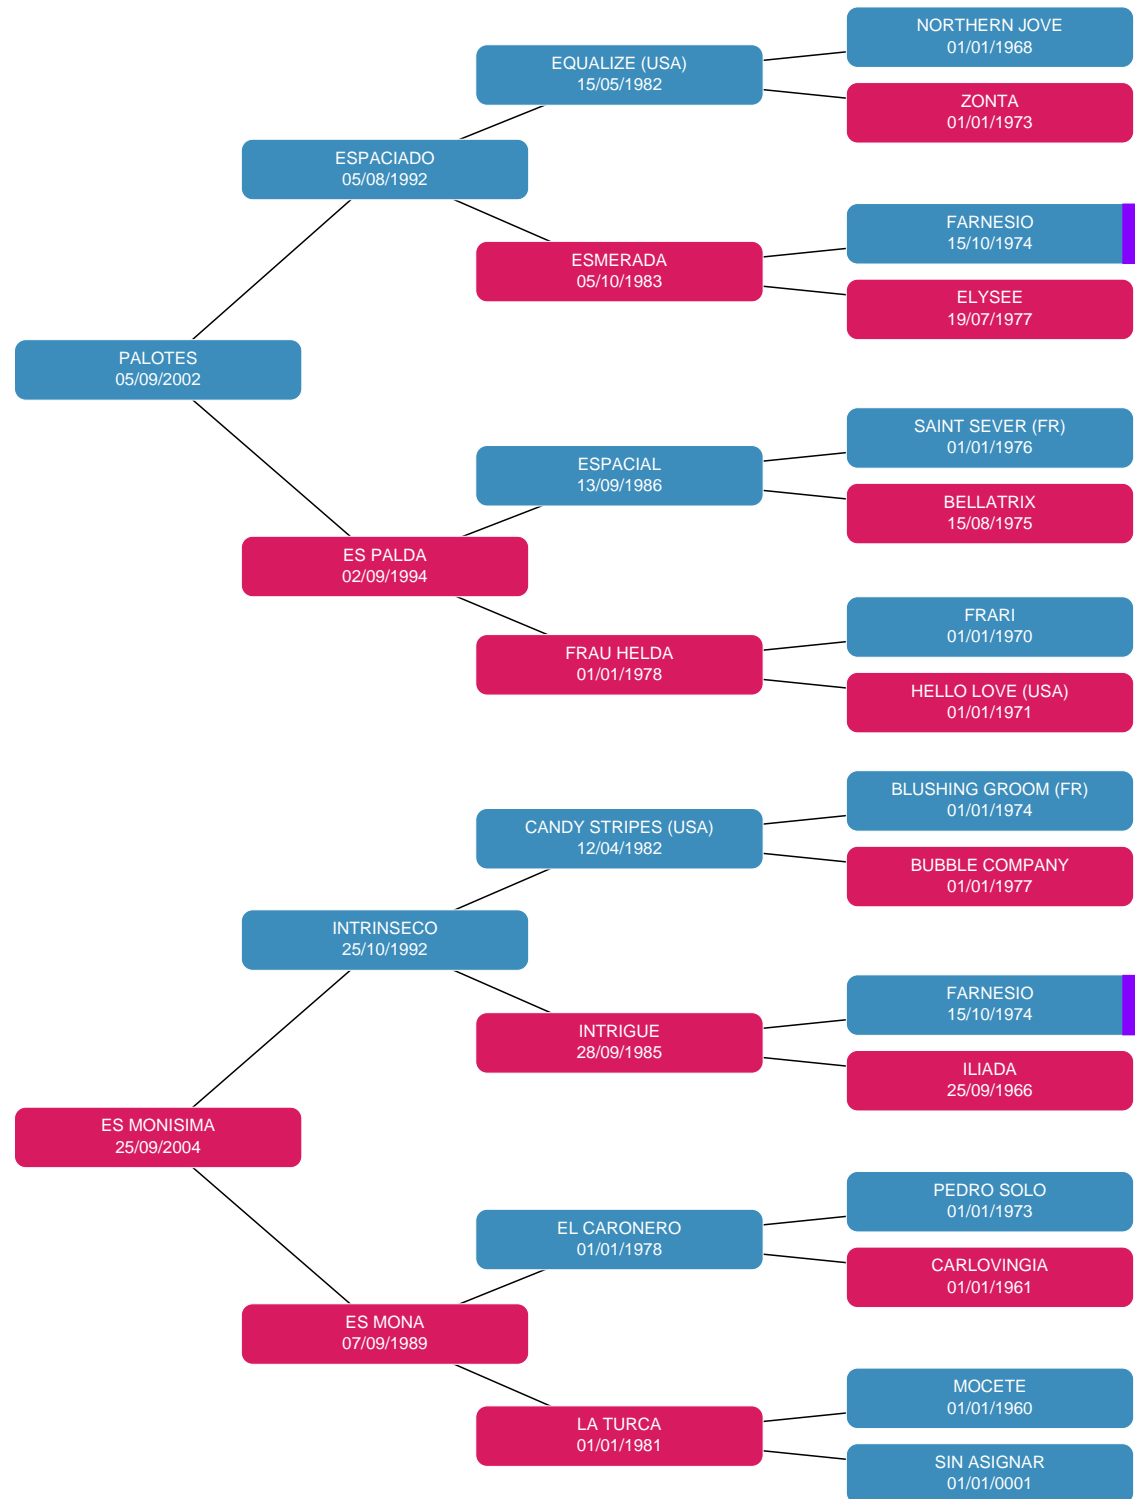 NORTHERN JOVE
01/01/1968
EQUALIZE (USA)
15/05/1982
ZONTA
01/01/1973
ESPACIADO
05/08/1992
FARNESIO
15/10/1974
ESMERADA
05/10/1983
ELYSEE
19/07/1977
PALOTES
05/09/2002
SAINT SEVER (FR)
01/01/1976
ESPACIAL
13/09/1986
BELLATRIX
15/08/1975
ES PALDA
02/09/1994
FRARI
01/01/1970
FRAU HELDA
01/01/1978
HELLO LOVE (USA)
01/01/1971
BLUSHING GROOM (FR)
01/01/1974
CANDY STRIPES (USA)
12/04/1982
BUBBLE COMPANY
01/01/1977
INTRINSECO
25/10/1992
FARNESIO
15/10/1974
INTRIGUE
28/09/1985
ILIADA
25/09/1966
ES MONISIMA
25/09/2004
PEDRO SOLO
01/01/1973
EL CARONERO
01/01/1978
CARLOVINGIA
01/01/1961
ES MONA
07/09/1989
MOCETE
01/01/1960
LA TURCA
01/01/1981
SIN ASIGNAR
01/01/0001